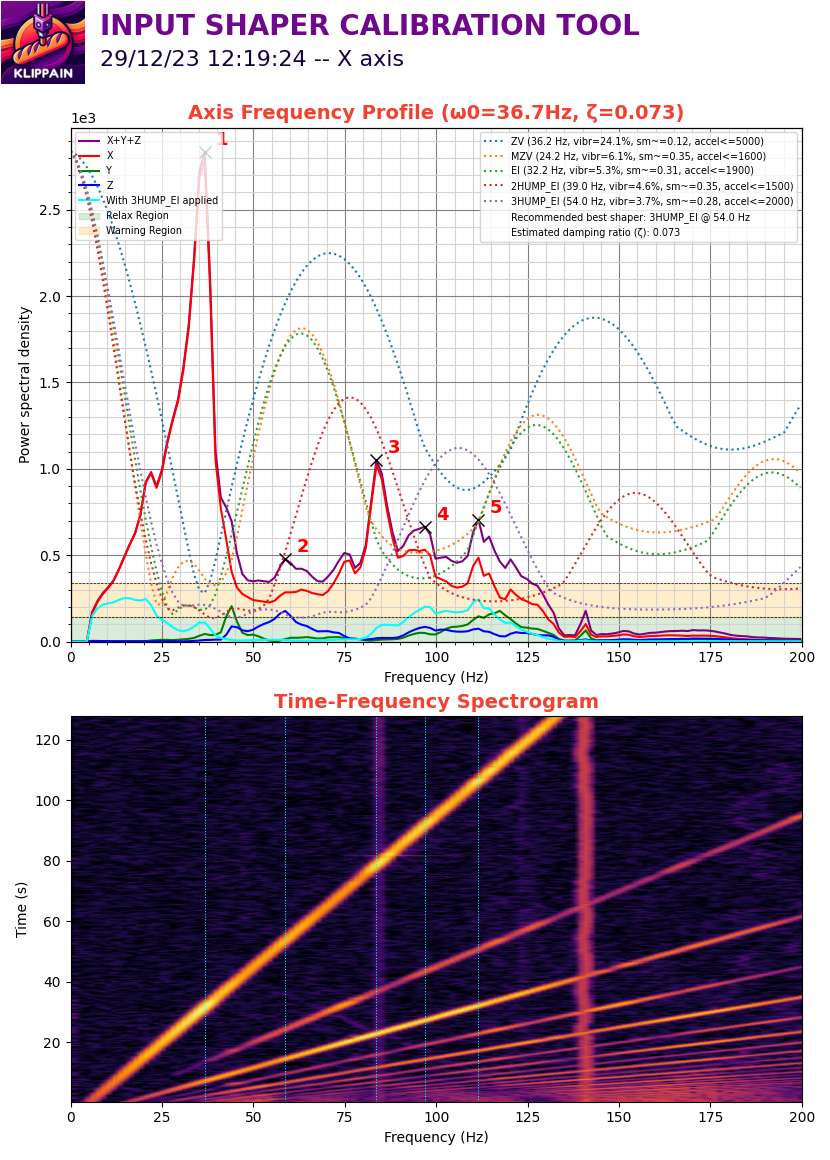 INPUT SHAPER CALIBRATION TOOL
29/12/23 12:19:24 -- X axis
KLIPPAIN
Axis Frequency Profile (ω0=36.7Hz, ζ=0.073)
1e3
X+Y+Z
X
Y
Z
With 3HUMP_EI applied
Relax Region
Warning Region
ZV (36.2 Hz, vibr=24.1%, sm~=0.12, accel<=5000)
MZV (24.2 Hz, vibr=6.1%, sm~=0.35, accel<=1600)
EI (32.2 Hz, vibr=5.3%, sm~=0.31, accel<=1900)
2HUMP_EI (39.0 Hz, vibr=4.6%, sm~=0.35, accel<=1500)
3HUMP_EI (54.0 Hz, vibr=3.7%, sm~=0.28, accel<=2000)
Recommended best shaper: 3HUMP_EI @ 54.0 Hz
Estimated damping ratio (ζ): 0.073
1
2
3
4
5
Power spectral density
2.5
2.0
1.5
1.0
0.5
0.0
0 25 50 75 100 125 150 175 200
Frequency (Hz)
Time-Frequency Spectrogram
Time (s)
120
100
80
60
40
20
0 25 50 75 100 125 150 175 200
Frequency (Hz)